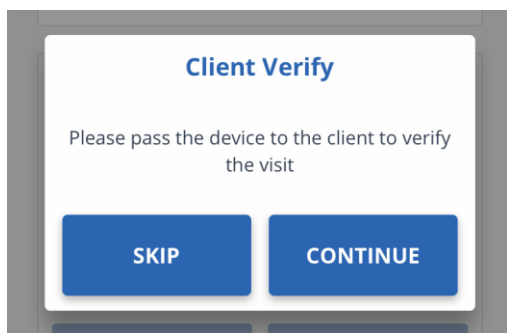 Client Verify
Please pass the device to the client to verify
the visit
SKIP
CONTINUE